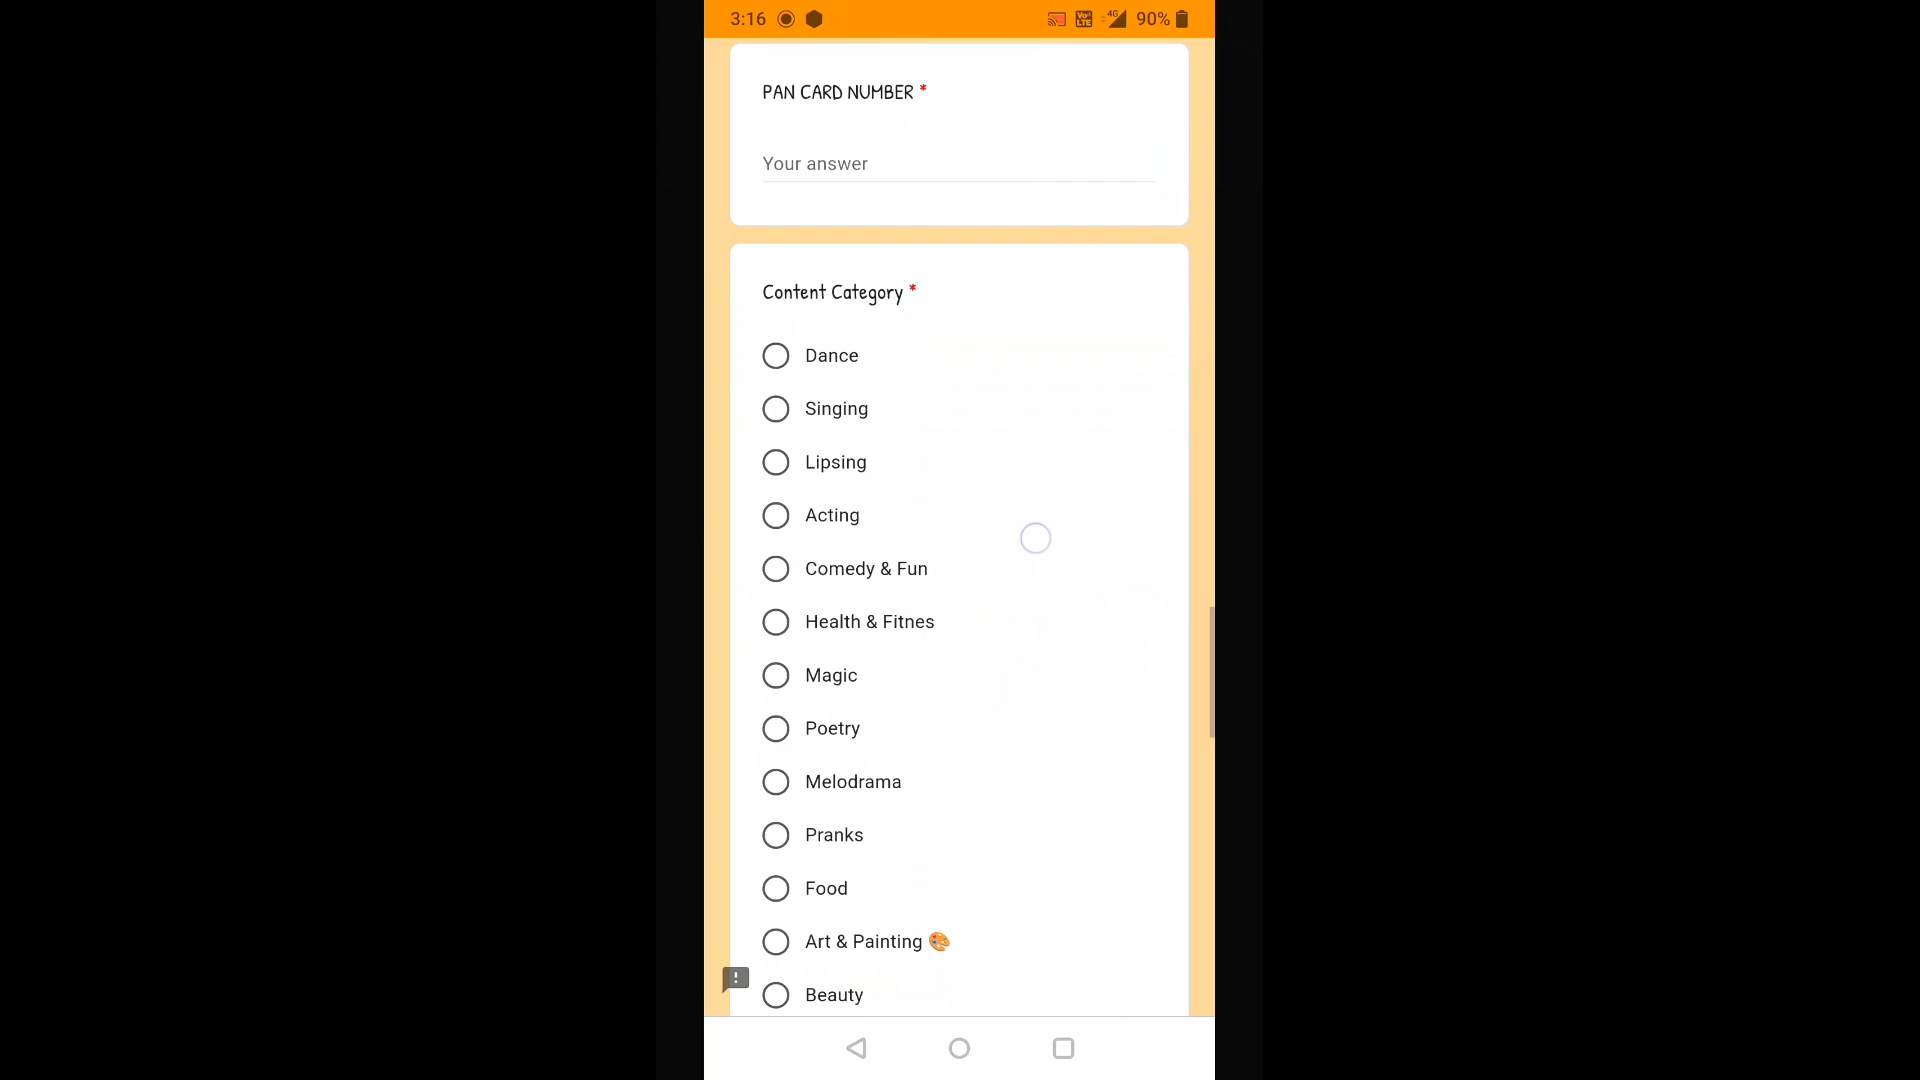 3:16 4G 90%
PAN CARD NUMBER *
Your answer
Content Category *
Dance
Singing
Lipsing
Acting
Comedy & Fun
Health & Fitnes
Magic
Poetry
Melodrama
Pranks
Food
Art & Painting 🎨
Beauty